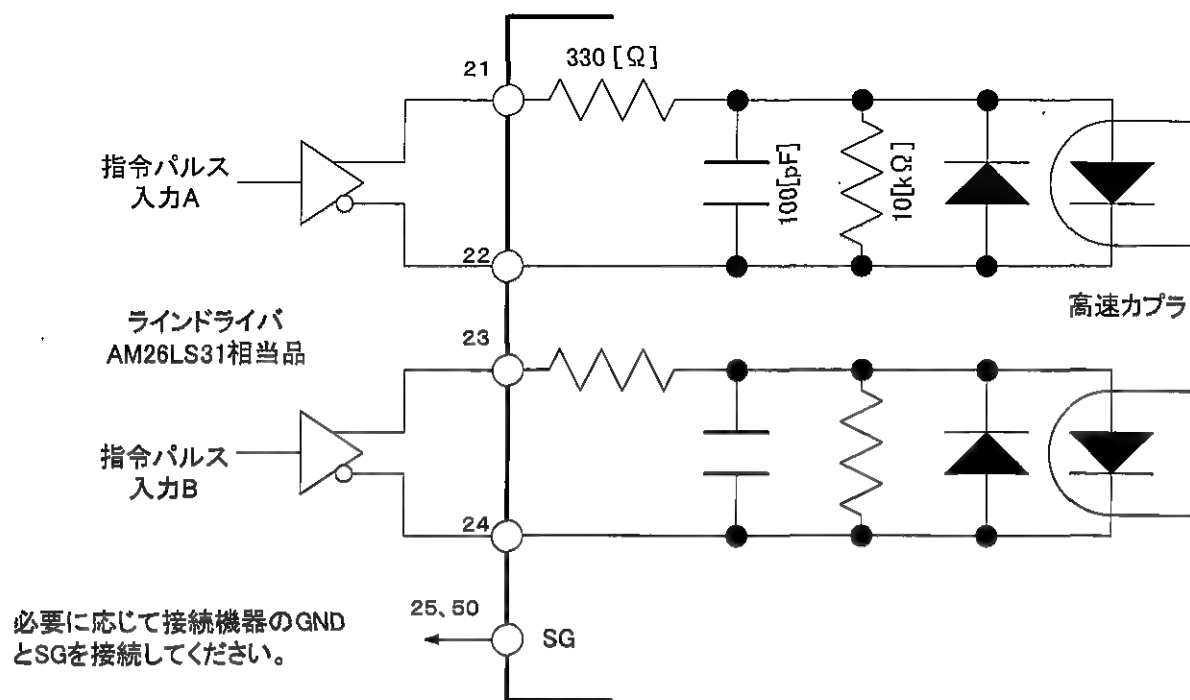 21
330 [Ω]
指令パルス
入力A
100[pF]
10[kΩ]
22
高速カプラ
ラインドライバ
AM26LS31相当品
23
指令パルス
入力B
24
25、50
SG
必要に応じて接続機器のGND
とSGを接続してください。